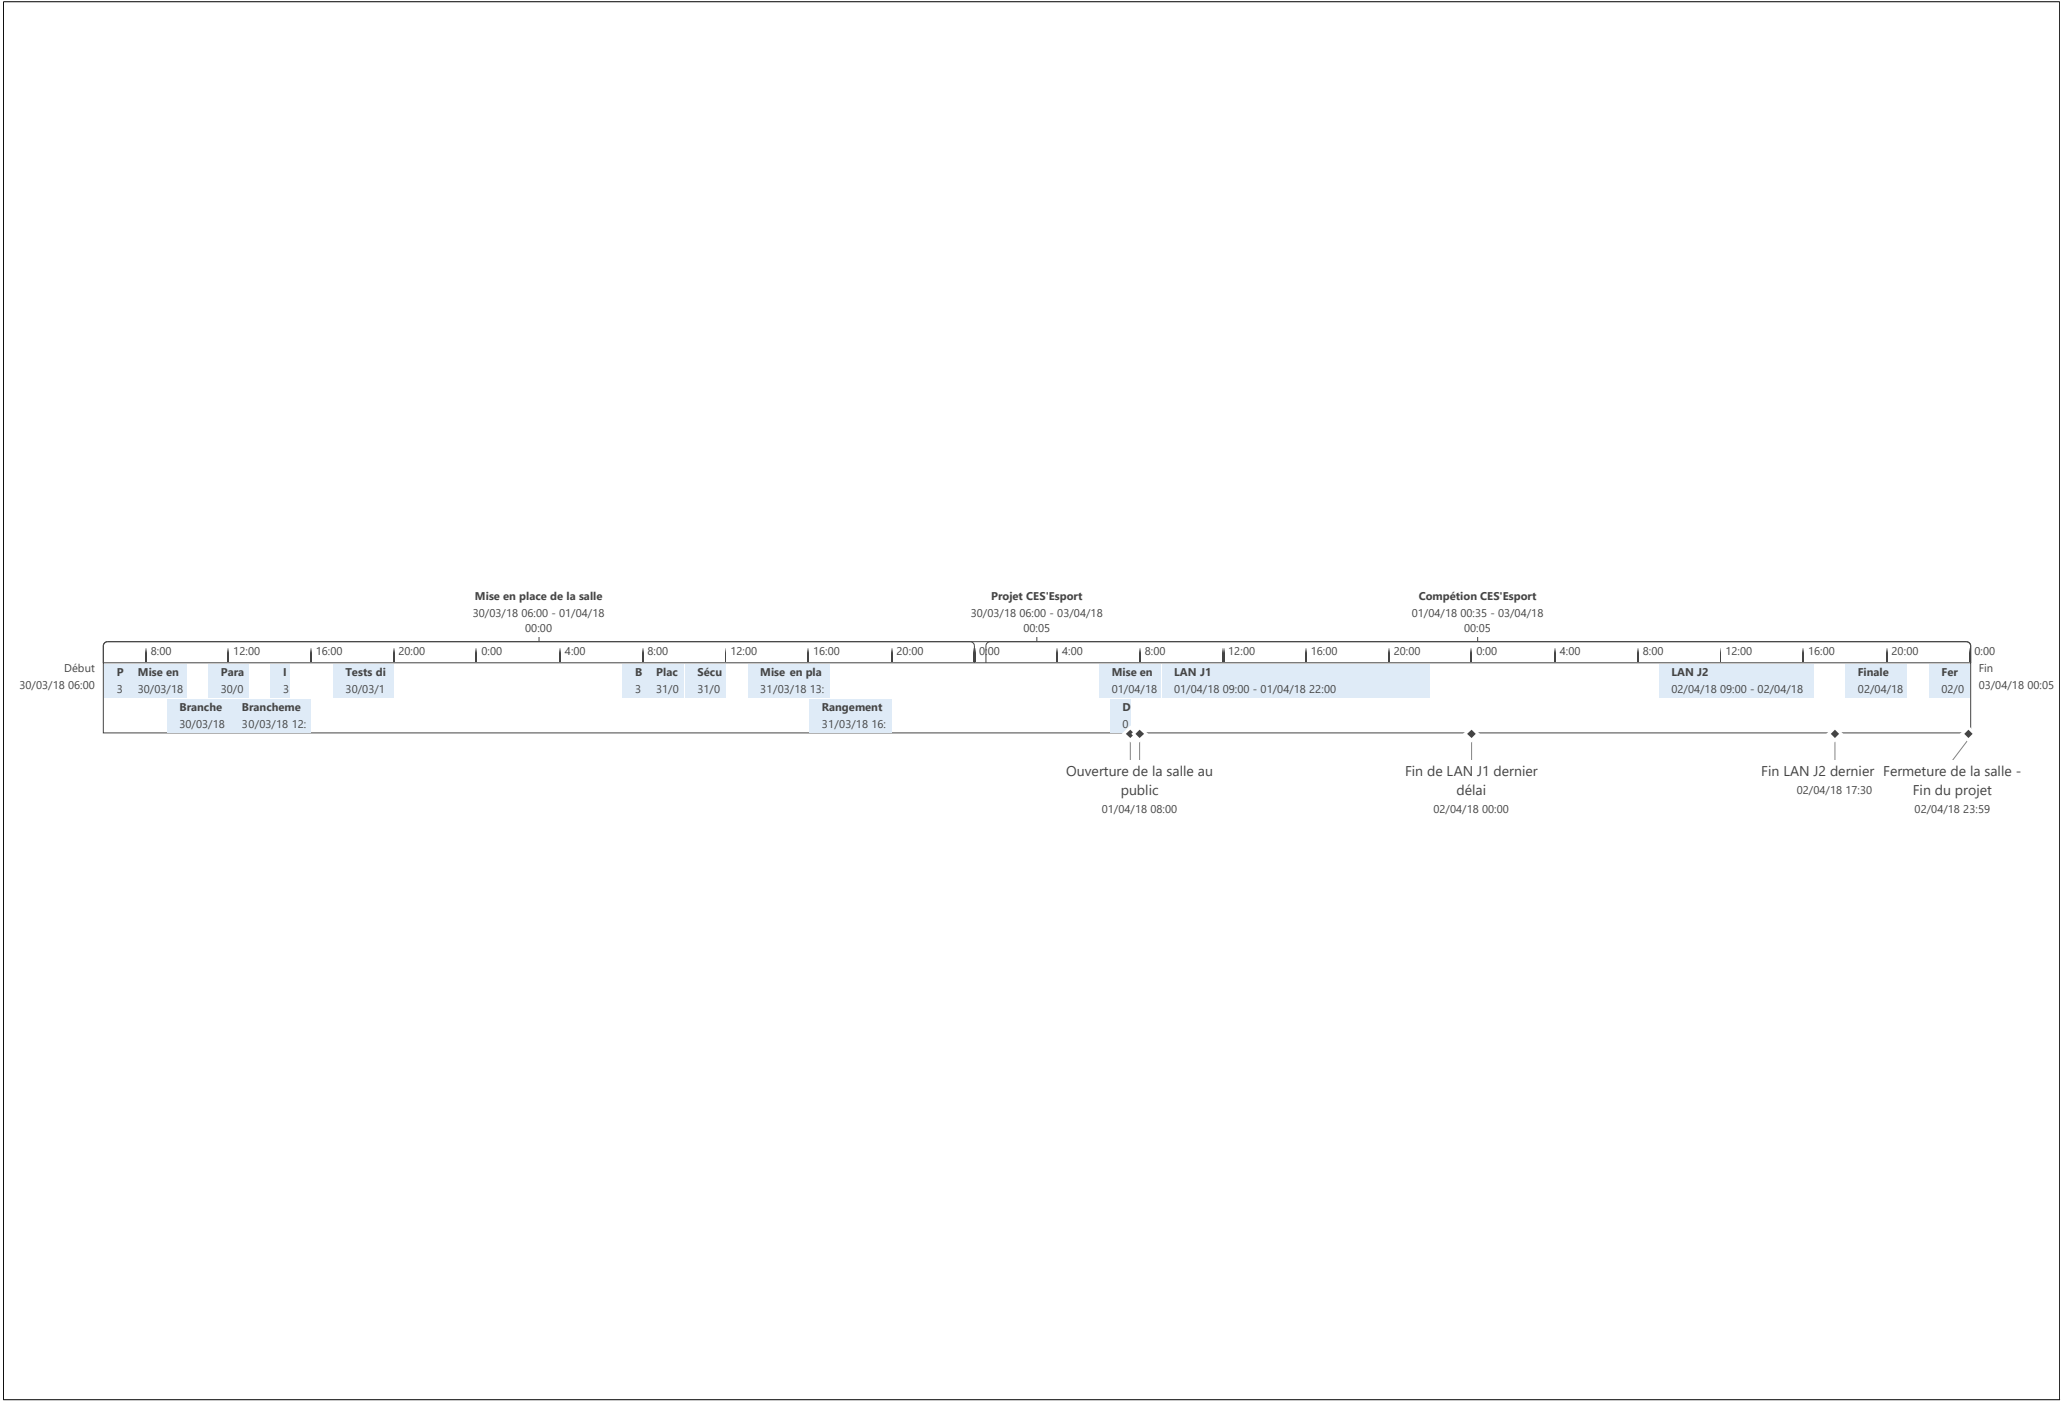 Mise en place de la salle
30/03/18 06:00 - 01/04/18
00:00
Projet CES'Esport
30/03/18 06:00 - 03/04/18
00:05
Compétion CES'Esport
01/04/18 00:35 - 03/04/18
00:05
8:00 12:00 16:00 20:00 0:00 4:00 8:00 12:00 16:00 20:00 0:00 4:00 8:00 12:00 16:00 20:00 0:00 4:00 8:00 12:00 16:00 20:00 0:00
Début
30/03/18 06:00
P
3
Mise en
30/03/18
Para
30/0
I
3
Tests di
30/03/1
B
3
Plac
31/0
Sécu
31/0
Mise en pla
31/03/18 13:
Mise en
01/04/18
LAN J1
01/04/18 09:00 - 01/04/18 22:00
LAN J2
02/04/18 09:00 - 02/04/18
Finale
02/04/18
Fer
02/0
Fin
03/04/18 00:05
Branche
30/03/18
Brancheme
30/03/18 12:
Rangement
31/03/18 16:
D
0
Ouverture de la salle au
public
01/04/18 08:00
Fin de LAN J1 dernier
délai
02/04/18 00:00
Fin LAN J2 dernier
02/04/18 17:30
Fermeture de la salle -
Fin du projet
02/04/18 23:59